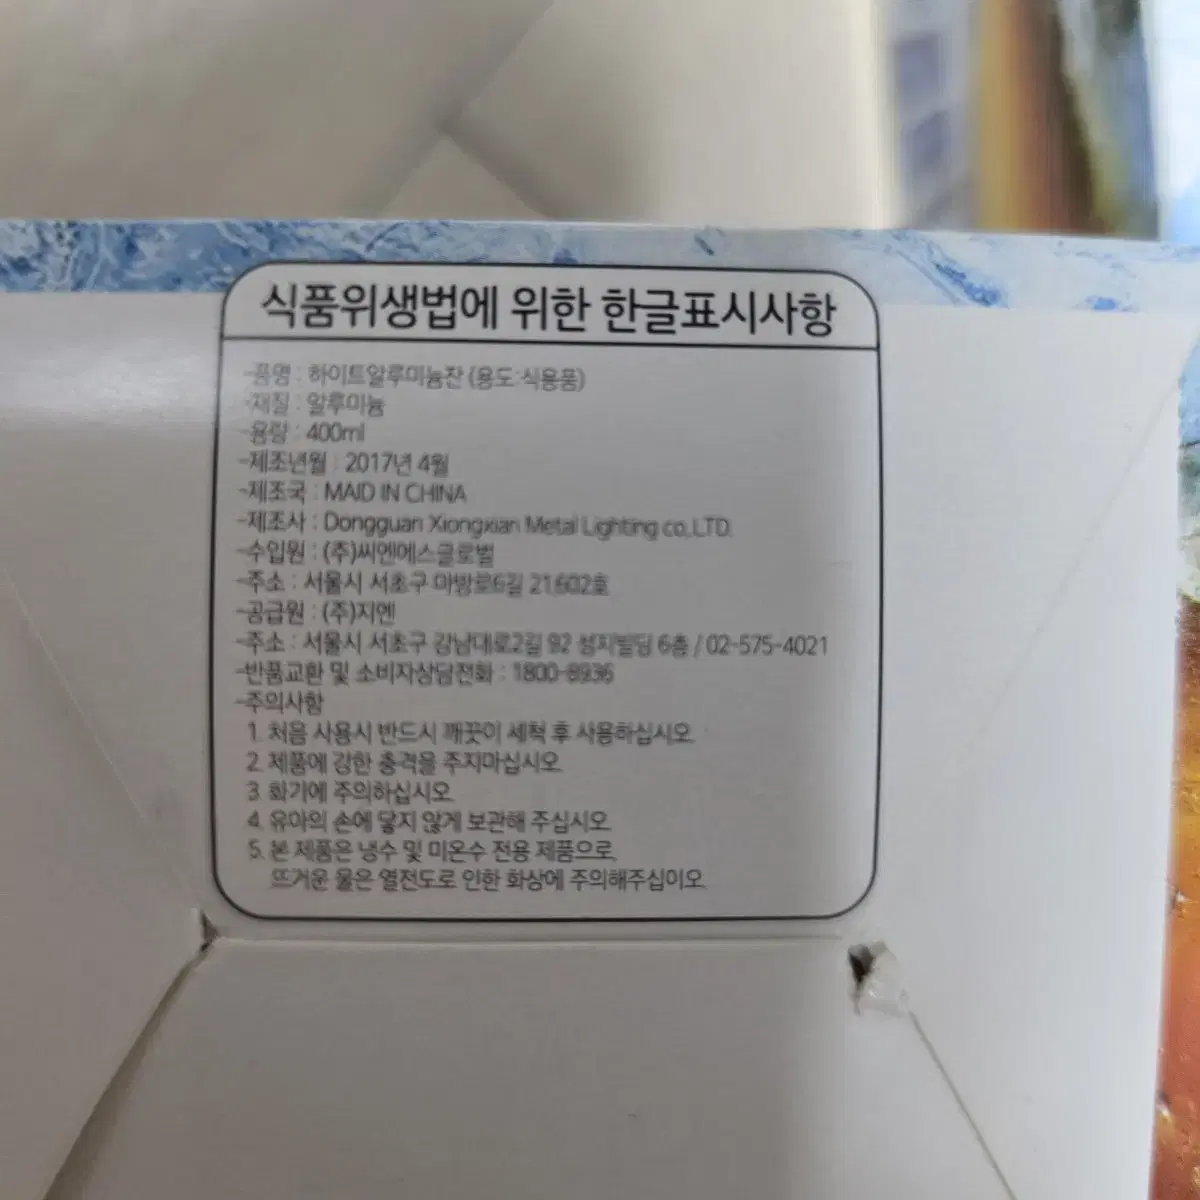 식품위생법에 위한 한글표시사항
-품명 : 하이트알루미늄잔 (용도:식용품)
-재질 : 알루미늄
-용량 : 400ml
-제조년월 : 2017년 4월
-제조국 : MAID IN CHINA
-제조사 : Dongguan Xiongxian Metal Lighting co,.LTD.
-수입원 : (주)씨엔에스글로벌
-주소 : 서울시 서초구 마방로6길 21,602호
-공급원 : (주)지엔
-주소 : 서울시 서초구 강남대로2길 92 성지빌딩 6층 / 02-575-4021
-반품교환 및 소비자상담전화 : 1800-8936
-주의사항
1. 처음 사용시 반드시 깨끗이 세척 후 사용하십시오.
2. 제품에 강한 충격을 주지마십시오.
3. 화기에 주의하십시오.
4. 유아의 손에 닿지 않게 보관해 주십시오.
5. 본 제품은 냉수 및 미온수 전용 제품으로,
뜨거운 물은 열전도로 인한 화상에 주의해주십이오.